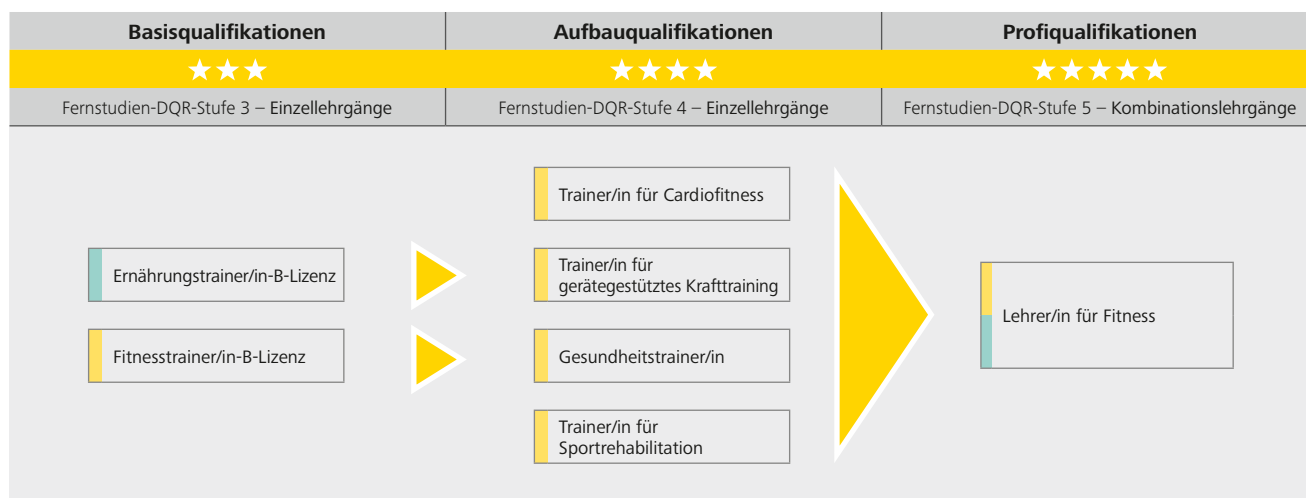 Basisqualifikationen
Aufbauqualifikationen
Profiqualifikationen
Fernstudien-DQR-Stufe 3 – Einzellehrgänge
Fernstudien-DQR-Stufe 4 – Einzellehrgänge
Fernstudien-DQR-Stufe 5 – Kombinationslehrgänge
Ernährungstrainer/in-B-Lizenz
Fitnesstrainer/in-B-Lizenz
Trainer/in für Cardiofitness
Trainer/in für
gerätegestütztes Krafttraining
Gesundheitstrainer/in
Trainer/in für
Sportrehabilitation
Lehrer/in für Fitness